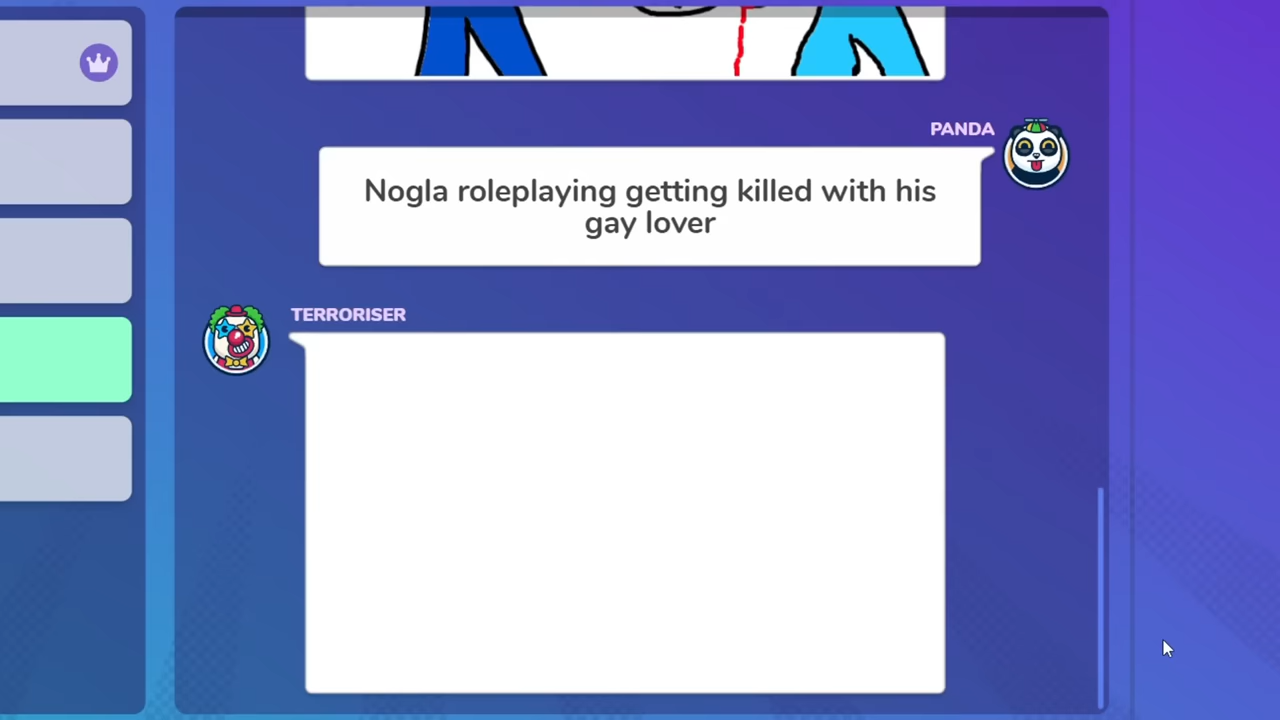 PANDA
Nogla roleplaying getting killed with his
gay lover
TERRORISER